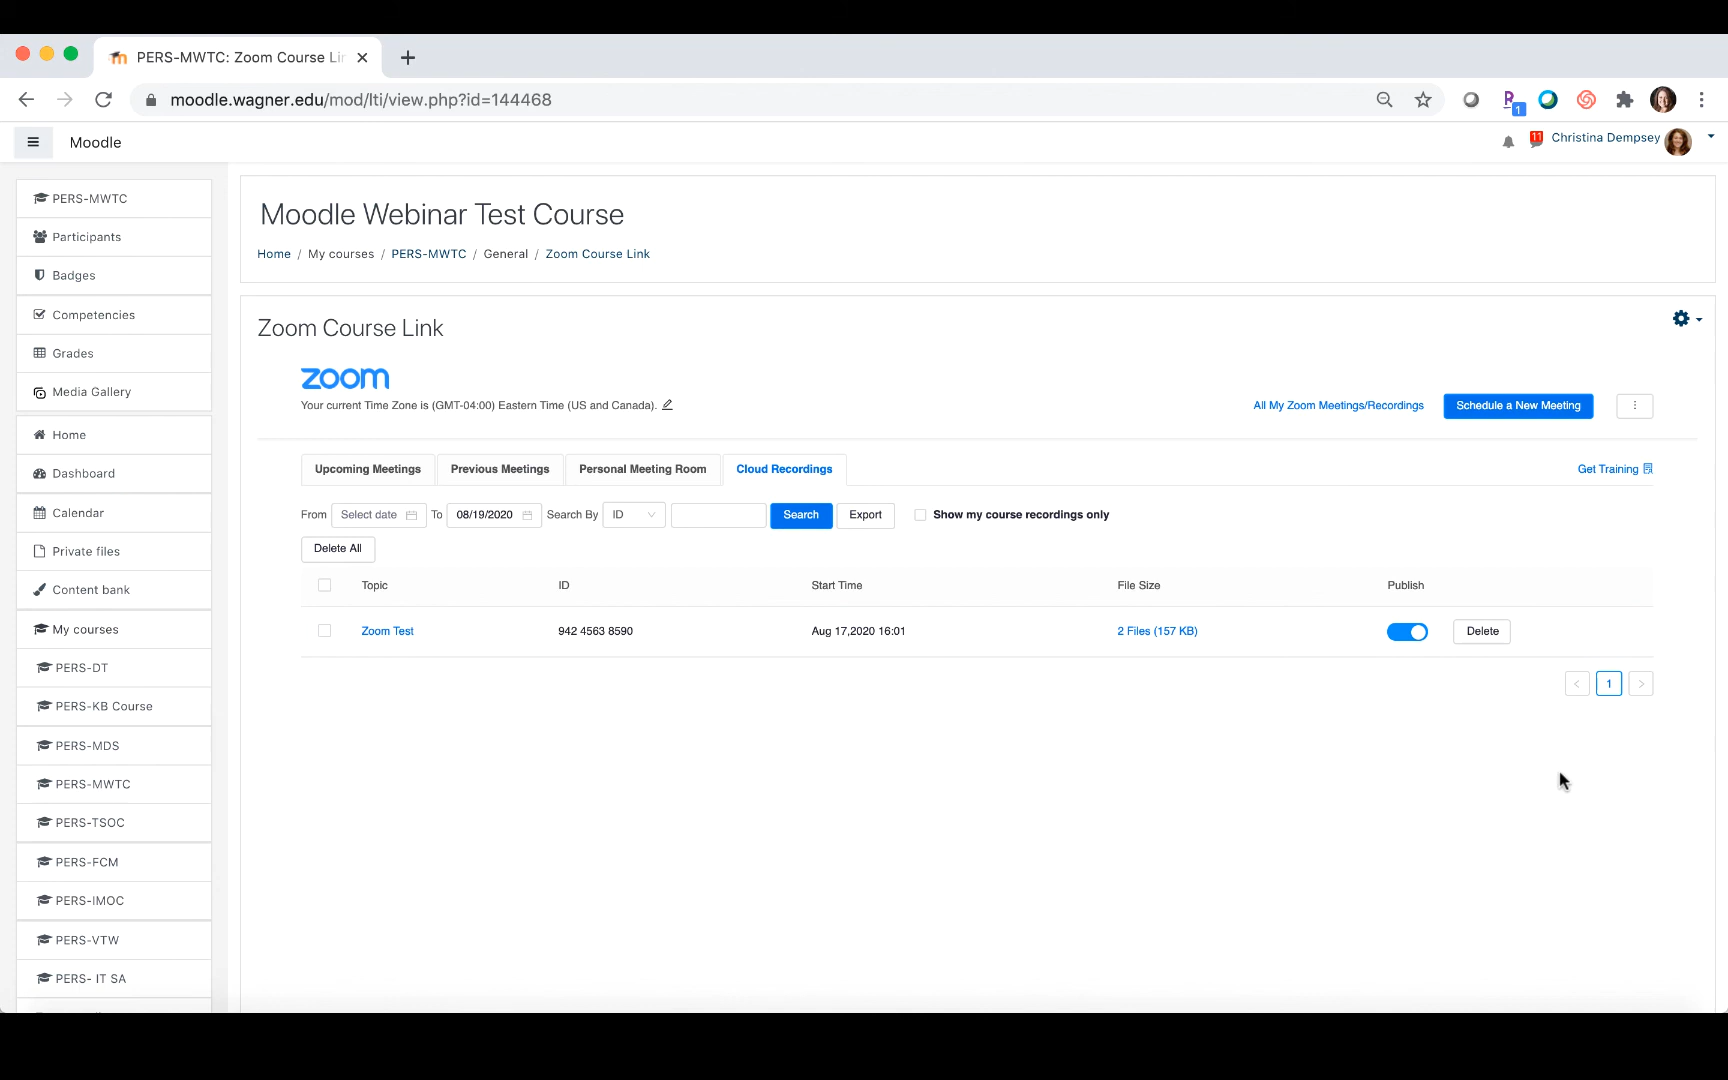 PERS-MWTC: Zoom Course Li
moodle.wagner.edu/mod/lti/view.php?id=144468
1
Moodle
11
Christina Dempsey
PERS-MWTC
Participants
Badges
Competencies
Grades
Media Gallery
Home
Dashboard
Calendar
Private files
Content bank
My courses
PERS-DT
PERS-KB Course
PERS-MDS
PERS-MWTC
PERS-TSOC
PERS-FCM
PERS-IMOC
PERS-VTW
PERS- IT SA
Moodle Webinar Test Course
Home / My courses / PERS-MWTC / General / Zoom Course Link
Zoom Course Link
zoom
Your current Time Zone is (GMT-04:00) Eastern Time (US and Canada).
All My Zoom Meetings/Recordings Schedule a New Meeting
Upcoming Meetings Previous Meetings Personal Meeting Room Cloud Recordings Get Training
From Select date To 08/19/2020 Search By ID Search Export Show my course recordings only
Delete All
Topic ID Start Time File Size Publish
Zoom Test 942 4563 8590 Aug 17,2020 16:01 2 Files (157 KB) Delete
< 1 >